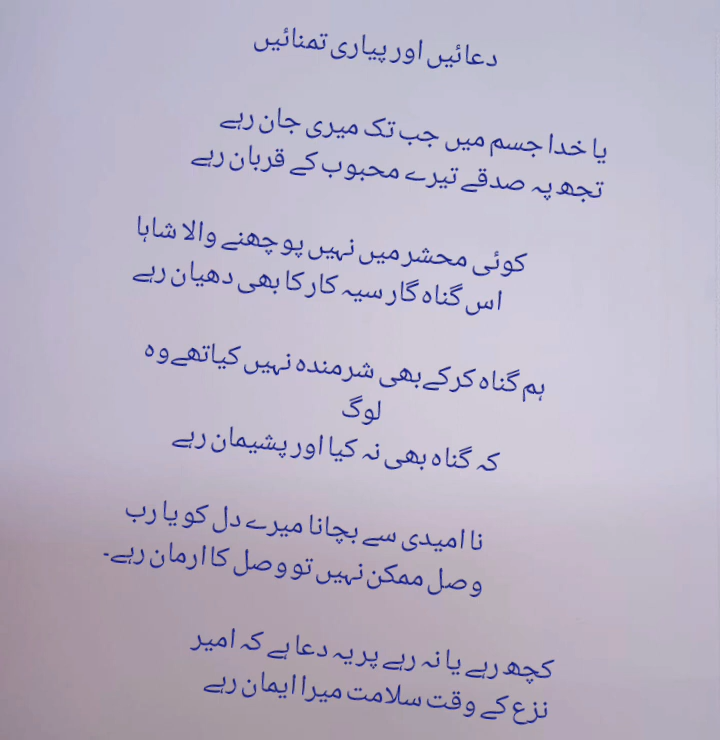 دعائیں اور پیاری تمنائیں
یا خدا جسم میں جب تک میری جان رہے
تجھ پہ صدقے تیرے محبوب کے قربان رہے
کوئی محشر میں نہیں پوچھنے والا شاہا
اس گناہ گار سیہ کار کا بھی دھیان رہے
ہم گناہ کرکے بھی شرمندہ نہیں کیا تھے وہ
لوگ
کہ گناہ بھی نہ کیا اور پشیمان رہے
نا امیدی سے بچانا میرے دل کو یا رب
وصل ممکن نہیں تو وصل کا ارمان رہے۔
کچھ رہے یا نہ رہے پر یہ دعا ہے کہ امیر
نزع کے وقت سلامت میرا ایمان رہے